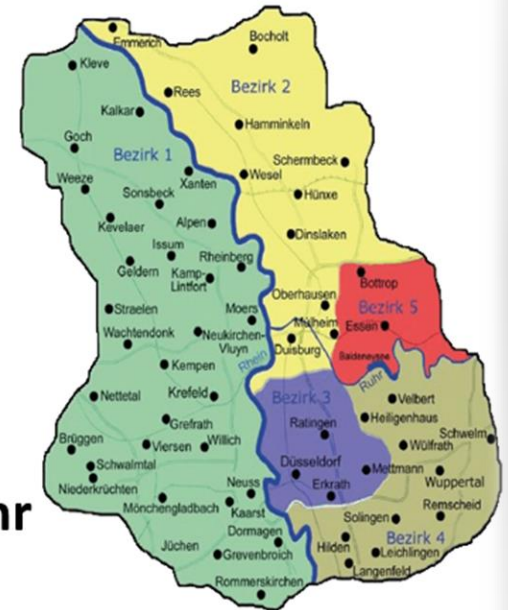 Emmerich
Bocholt
Kleve
Rees
Bezirk 2
Kalkar
Hamminkeln
Goch
Bezirk 1
Schermbeck
Weeze
Xanten
Wesel
Sonsbeck
Hünxe
Kevelaer
Alpen
Dinslaken
Issum
Rheinberg
Geldern
Kamp-
Lintfort
Bottrop
Oberhausen
Bezirk 5
Straelen
Moers
Mülheim
Essen
Wachtendonk
Neukirchen-
Vluyn
Duisburg
Baldeneysee
Rhein
Kempen
Ruhr
Nettetal
Krefeld
Bezirk 3
Velbert
Grefrath
Ratingen
Heiligenhaus
Brüggen
Viersen
Willich
Schwelm
Wülfrath
Schwalmtal
Düsseldorf
Mettmann
Niederkrüchten
Neuss
Erkrath
Wuppertal
Mönchengladbach
Kaarst
Remscheid
hr
Dormagen
Solingen
Jüchen
Hilden
Bezirk 4
Grevenbroich
Leichlingen
Langenfeld
Rommerskirchen